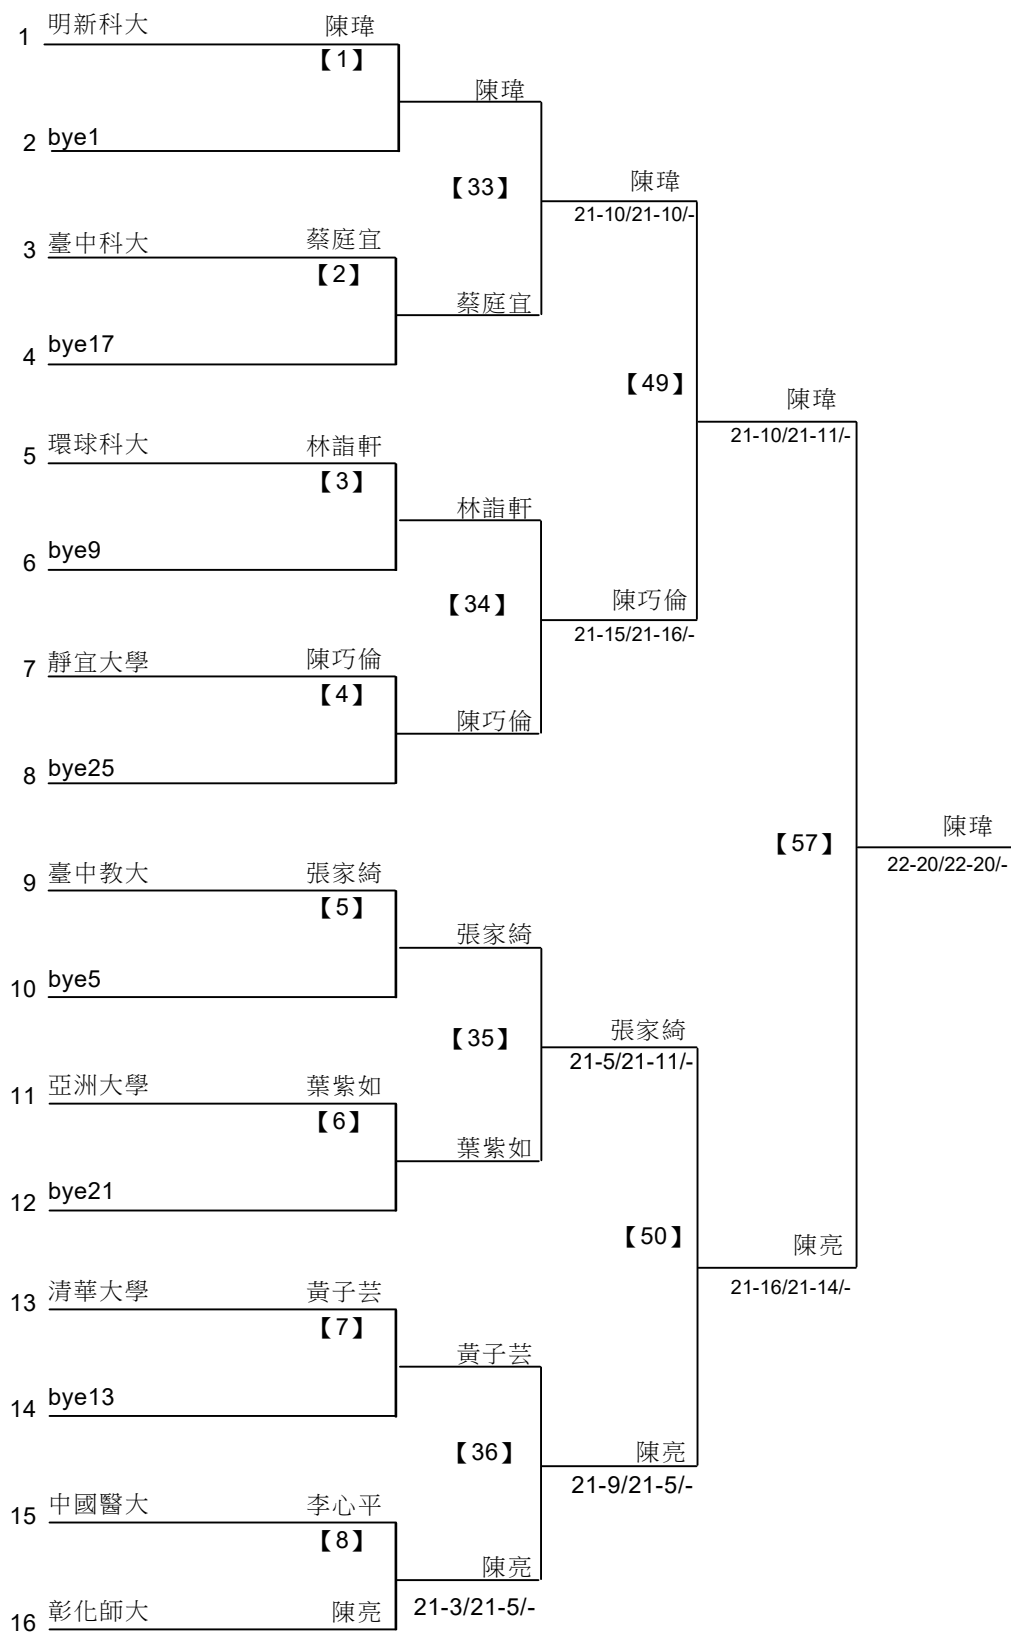 1 明新科大 陳瑋
【1】
陳瑋
2 bye1
【33】
陳瑋
21-10/21-10/-
3 臺中科大 蔡庭宜
【2】
蔡庭宜
4 bye17
【49】
陳瑋
21-10/21-11/-
5 環球科大 林詣軒
【3】
林詣軒
6 bye9
【34】
陳巧倫
21-15/21-16/-
7 靜宜大學 陳巧倫
【4】
陳巧倫
8 bye25
【57】
陳瑋
22-20/22-20/-
9 臺中教大 張家綺
【5】
張家綺
10 bye5
【35】
張家綺
21-5/21-11/-
11 亞洲大學 葉紫如
【6】
葉紫如
12 bye21
【50】
陳亮
21-16/21-14/-
13 清華大學 黃子芸
【7】
黃子芸
14 bye13
【36】
陳亮
21-9/21-5/-
15 中國醫大 李心平
【8】
陳亮
21-3/21-5/-
16 彰化師大 陳亮